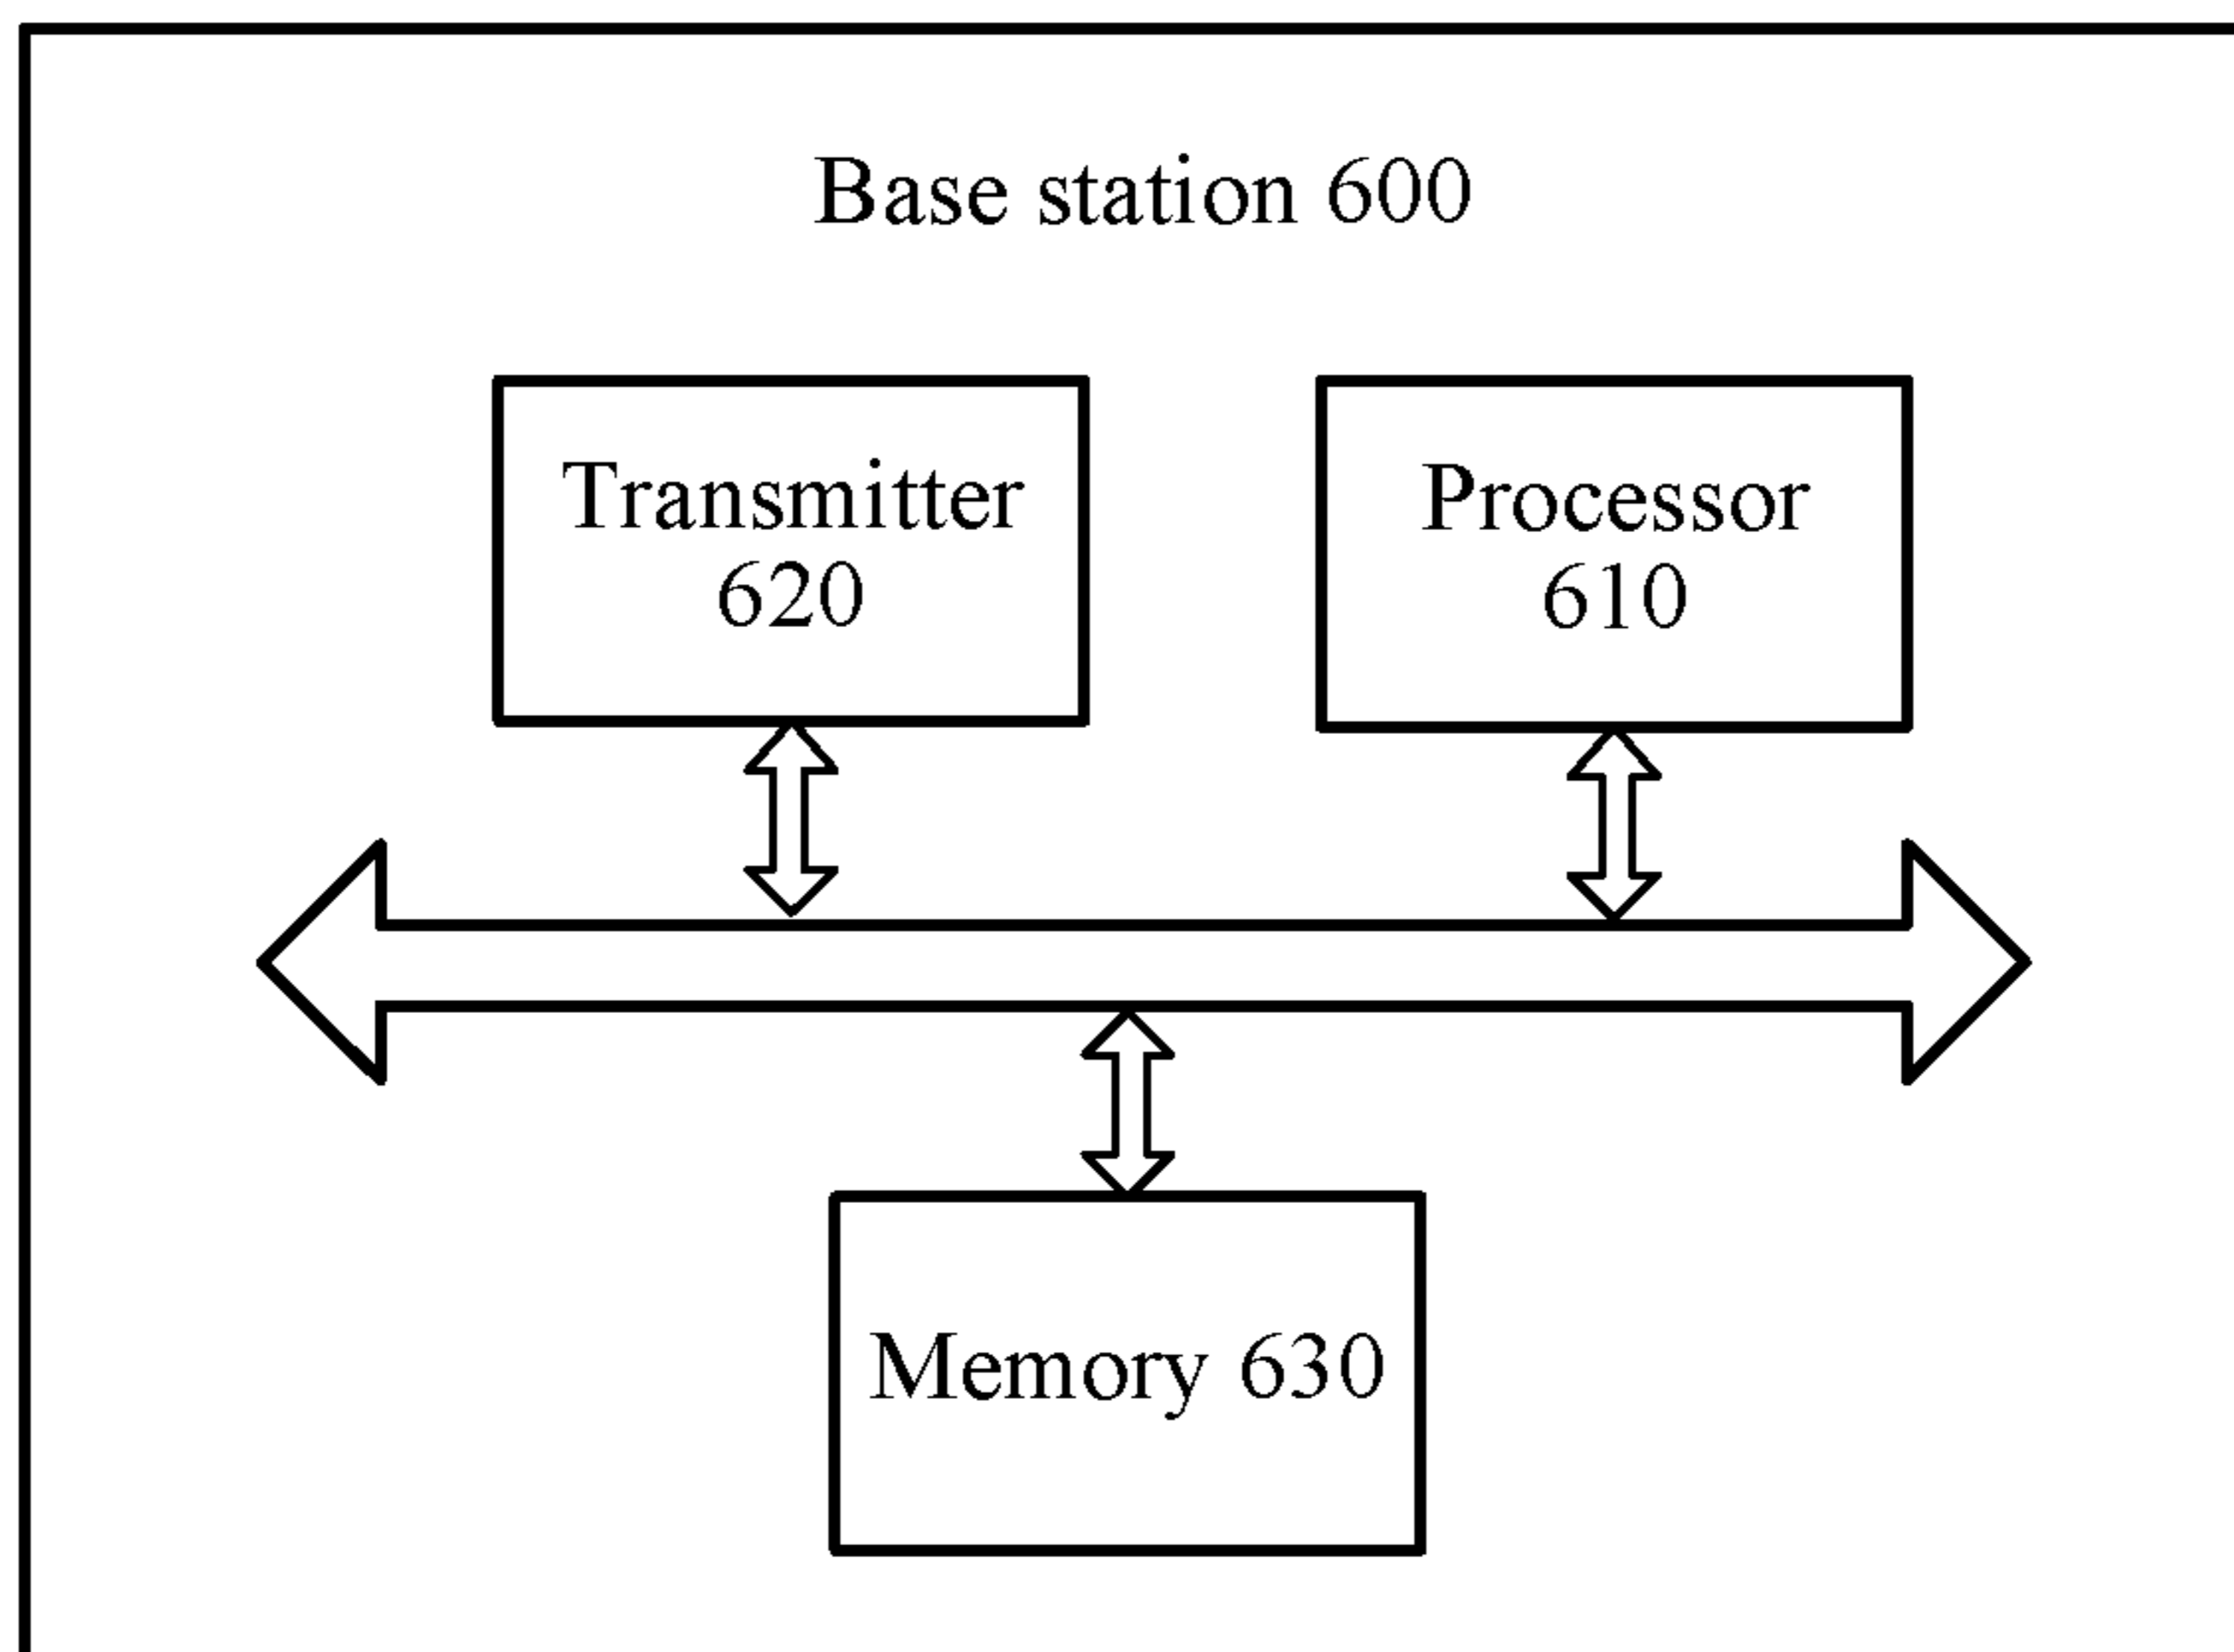 Base station 600
Transmitter
620
Processor
610
Memory 630